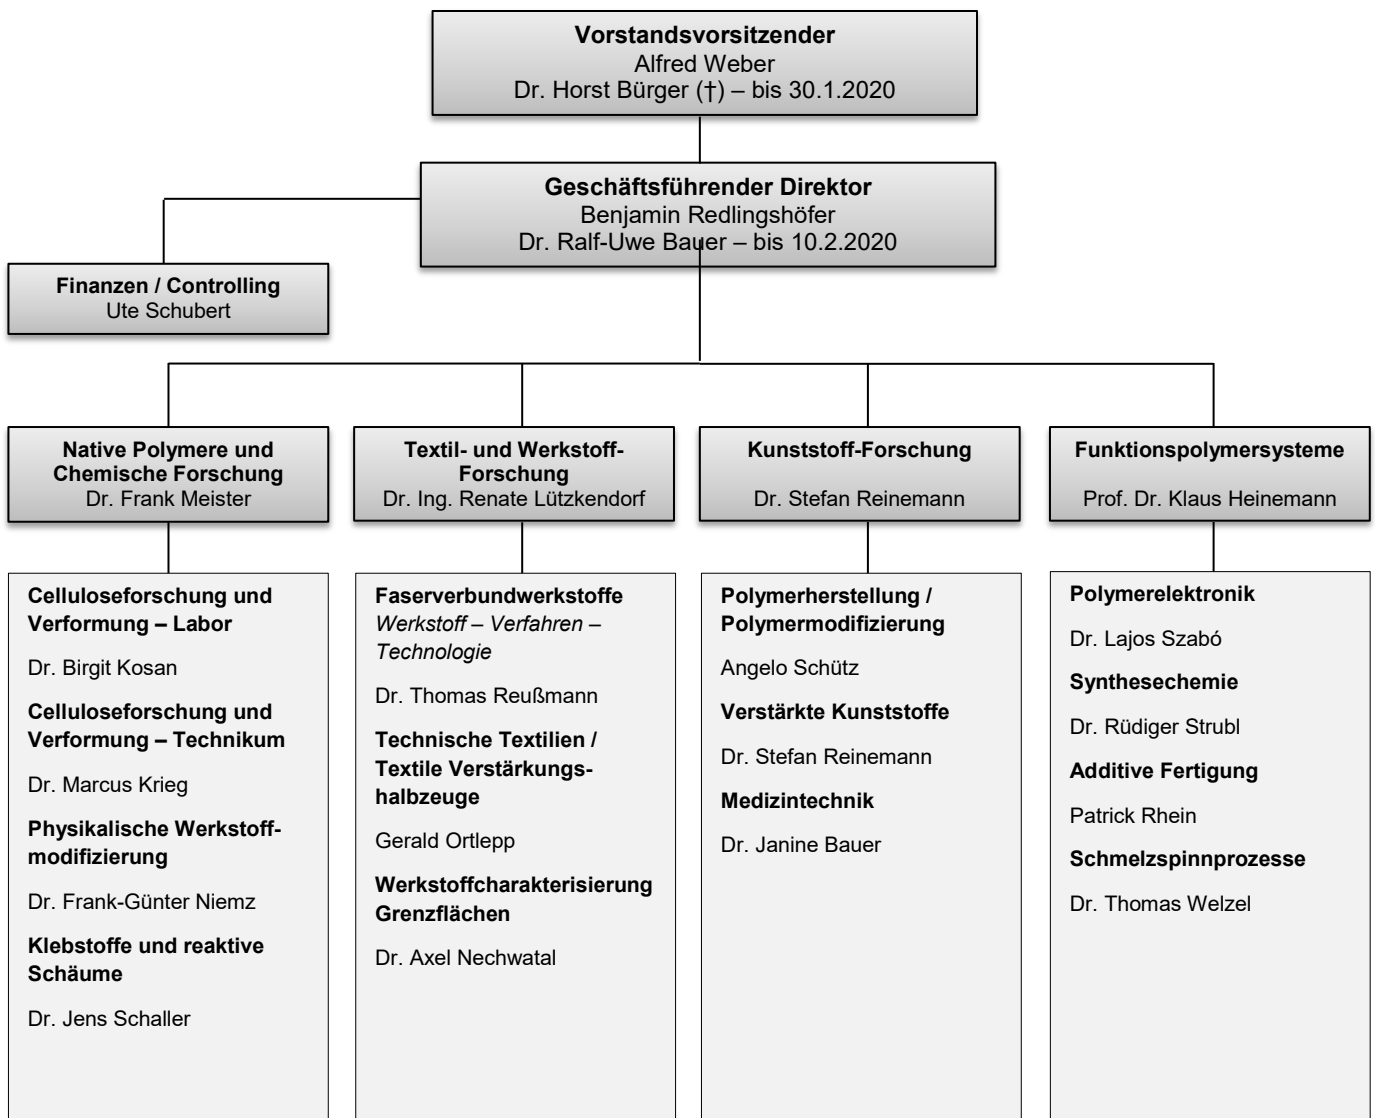 Vorstandsvorsitzender
Alfred Weber
Dr. Horst Bürger (†) – bis 30.1.2020
Geschäftsführender Direktor
Benjamin Redlingshöfer
Dr. Ralf-Uwe Bauer – bis 10.2.2020
Finanzen / Controlling
Ute Schubert
Native Polymere und
Chemische Forschung
Dr. Frank Meister
Textil- und Werkstoff-
Forschung
Dr. Ing. Renate Lützkendorf
Kunststoff-Forschung
Dr. Stefan Reinemann
Funktionspolymersysteme
Prof. Dr. Klaus Heinemann
Celluloseforschung und
Verformung – Labor
Dr. Birgit Kosan
Celluloseforschung und
Verformung – Technikum
Dr. Marcus Krieg
Physikalische Werkstoff-
modifizierung
Dr. Frank-Günter Niemz
Klebstoffe und reaktive
Schäume
Dr. Jens Schaller
Faserverbundwerkstoffe
Werkstoff – Verfahren –
Technologie
Dr. Thomas Reußmann
Technische Textilien /
Textile Verstärkungs-
halbzeuge
Gerald Ortlepp
Werkstoffcharakterisierung
Grenzflächen
Dr. Axel Nechwatal
Polymerherstellung /
Polymermodifizierung
Angelo Schütz
Verstärkte Kunststoffe
Dr. Stefan Reinemann
Medizintechnik
Dr. Janine Bauer
Polymerelektronik
Dr. Lajos Szabó
Synthesechemie
Dr. Rüdiger Strubl
Additive Fertigung
Patrick Rhein
Schmelzspinnprozesse
Dr. Thomas Welzel